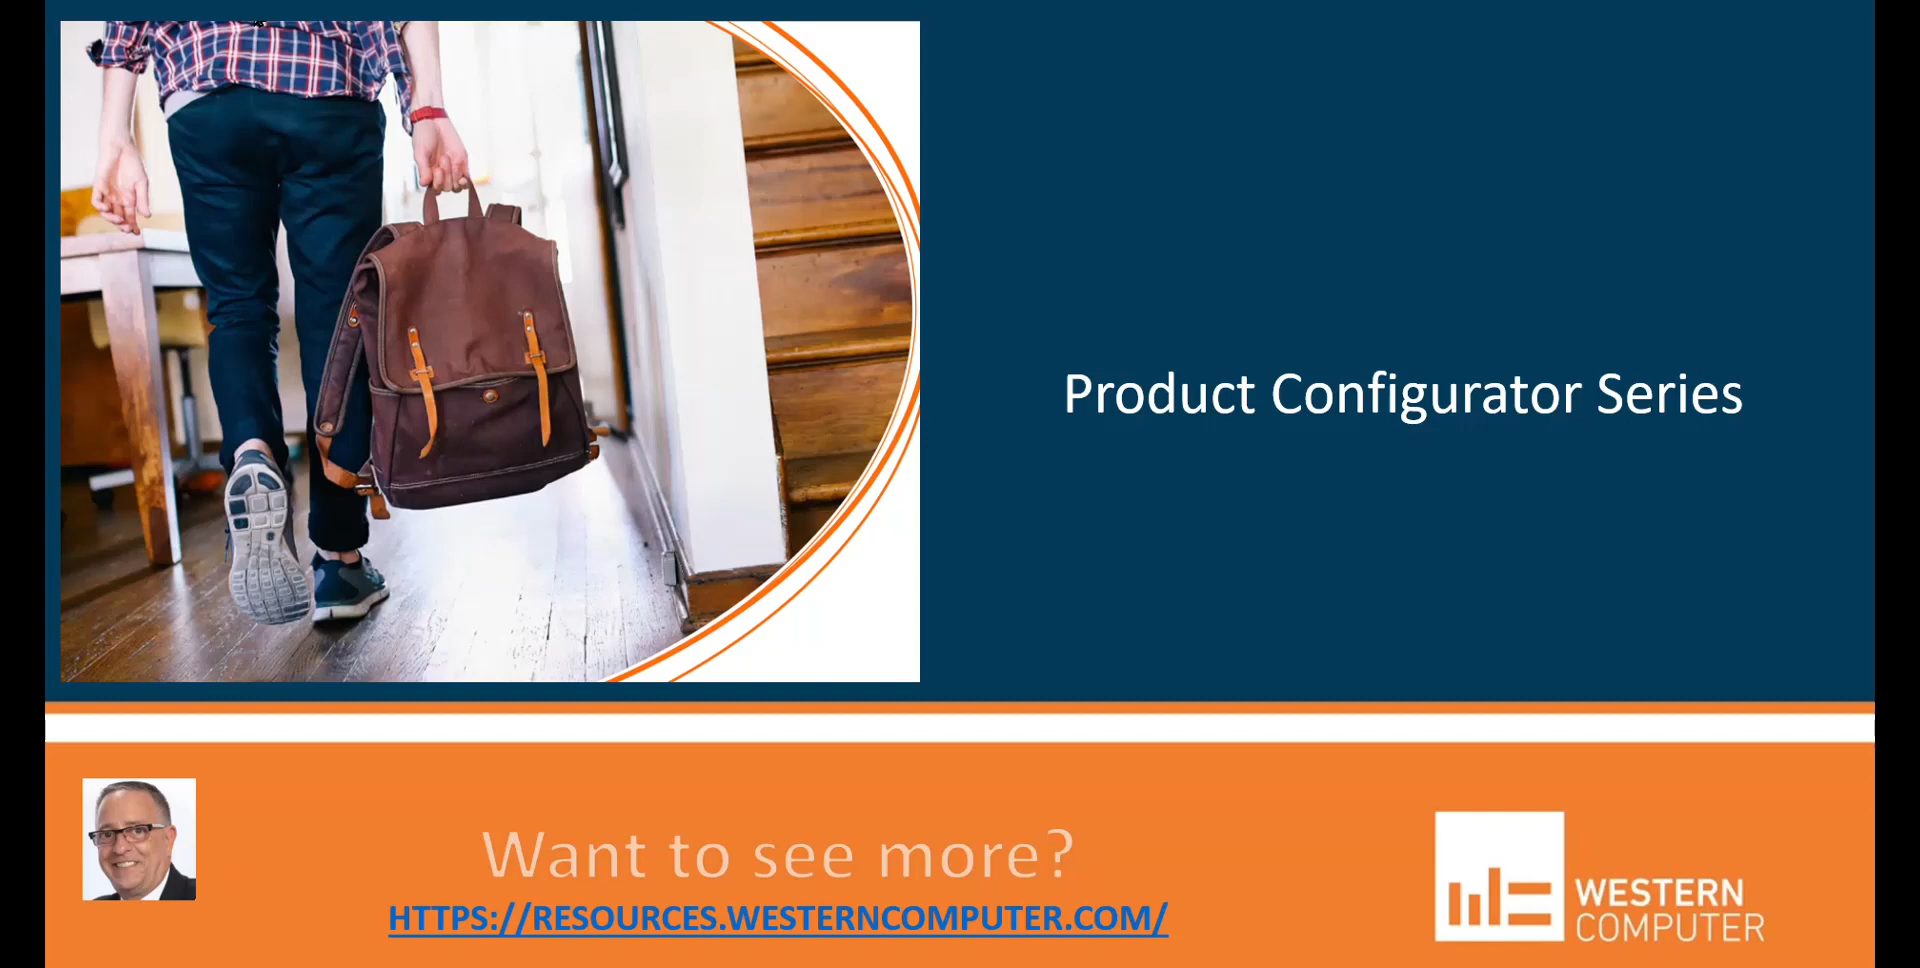 Product Configurator Series
Want to see more?
HTTPS://RESOURCES.WESTERNCOMPUTER.COM/
WESTERN
COMPUTER